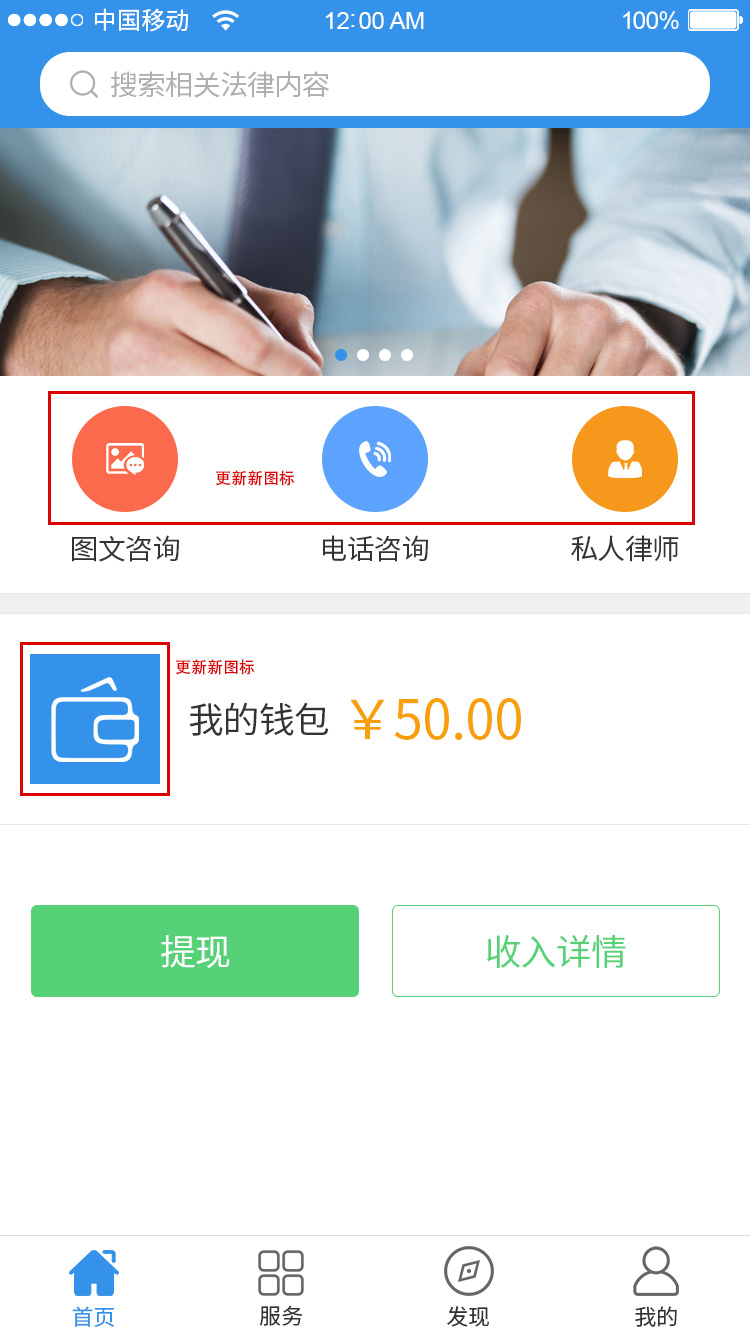 中国移动 12:00 AM 100%
搜索相关法律内容
更新新图标
图文咨询 电话咨询 私人律师
更新新图标
我的钱包 ￥50.00
提现 收入详情
首页 服务 发现 我的